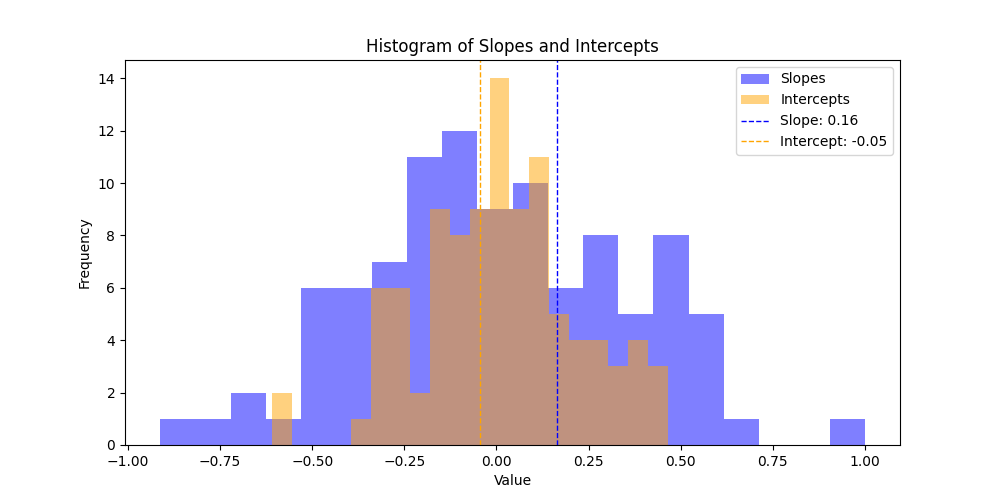 Histogram of Slopes and Intercepts
Slopes
Intercepts
Slope: 0.16
Intercept: -0.05
Frequency
14
12
10
8
6
4
2
0
−1.00 −0.75 −0.50 −0.25 0.00 0.25 0.50 0.75 1.00
Value